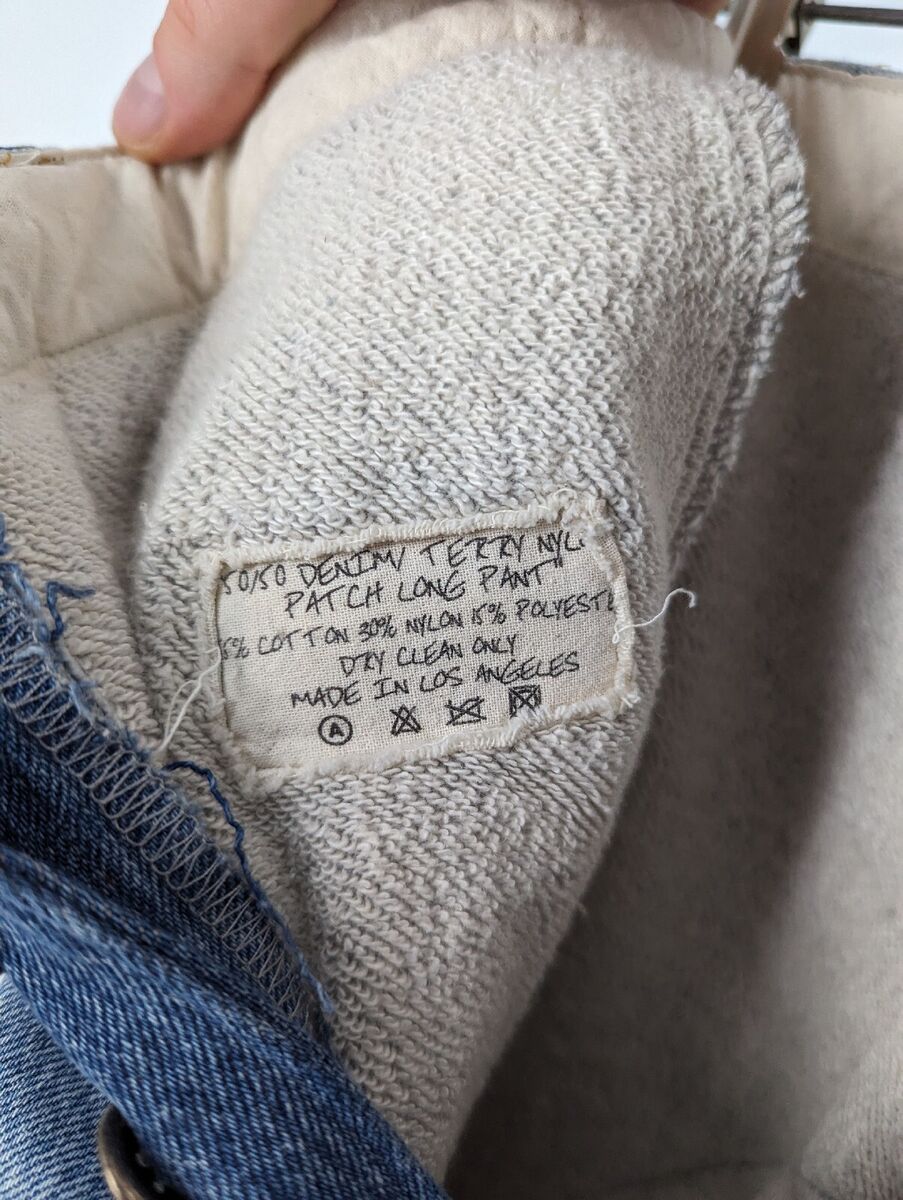 50/50 DENIM/ TERRY NYL
PATCH LONG PANT
5% COTTON 30% NYLON 15% POLYESTE
DRY CLEAN ONLY
MADE IN LOS ANGELES
A